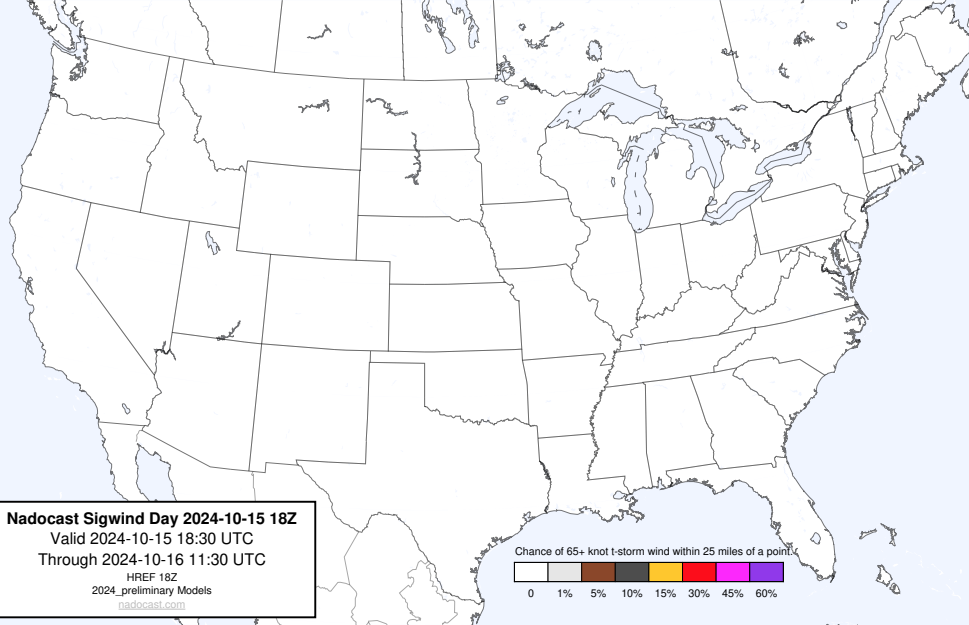 Nadocast Sigwind Day 2024-10-15 18Z
Valid 2024-10-15 18:30 UTC
Through 2024-10-16 11:30 UTC
HREF 18Z
2024_preliminary Models
nadocast.com
Chance of 65+ knot t-storm wind within 25 miles of a point.
0 1% 5% 10% 15% 30% 45% 60%